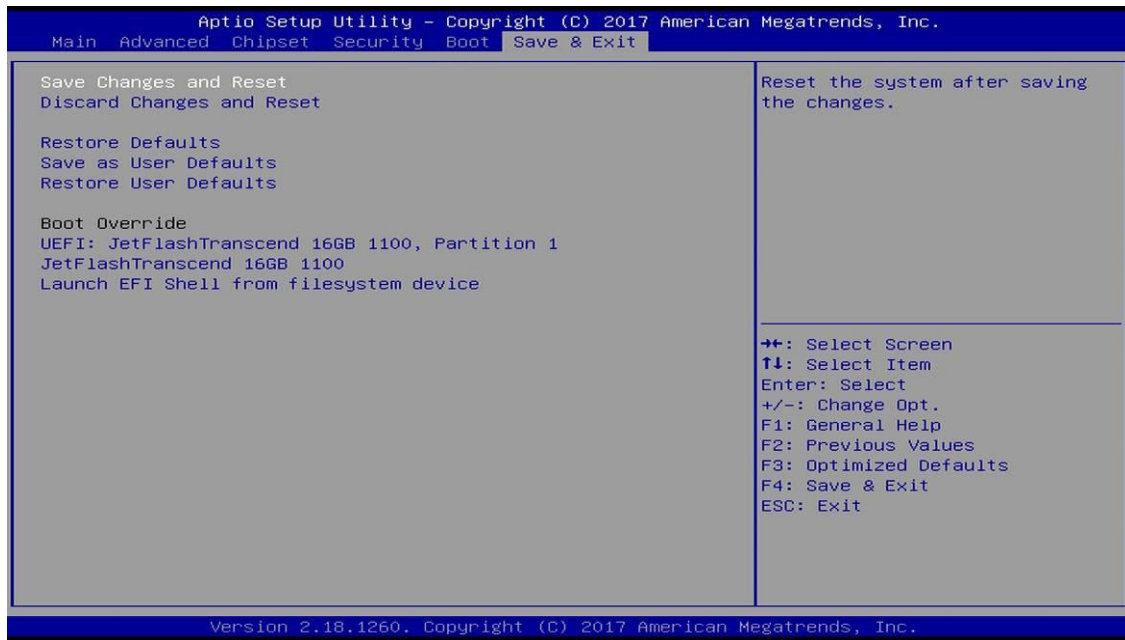 Aptio Setup Utility – Copyright (C) 2017 American Megatrends, Inc.
Main Advanced Chipset Security Boot Save & Exit
Save Changes and Reset
Discard Changes and Reset
Restore Defaults
Save as User Defaults
Restore User Defaults
Boot Override
UEFI: JetFlashTranscend 16GB 1100, Partition 1
JetFlashTranscend 16GB 1100
Launch EFI Shell from filesystem device
Reset the system after saving
the changes.
→←: Select Screen
↑↓: Select Item
Enter: Select
+/-: Change Opt.
F1: General Help
F2: Previous Values
F3: Optimized Defaults
F4: Save & Exit
ESC: Exit
Version 2.18.1260. Copyright (C) 2017 American Megatrends, Inc.